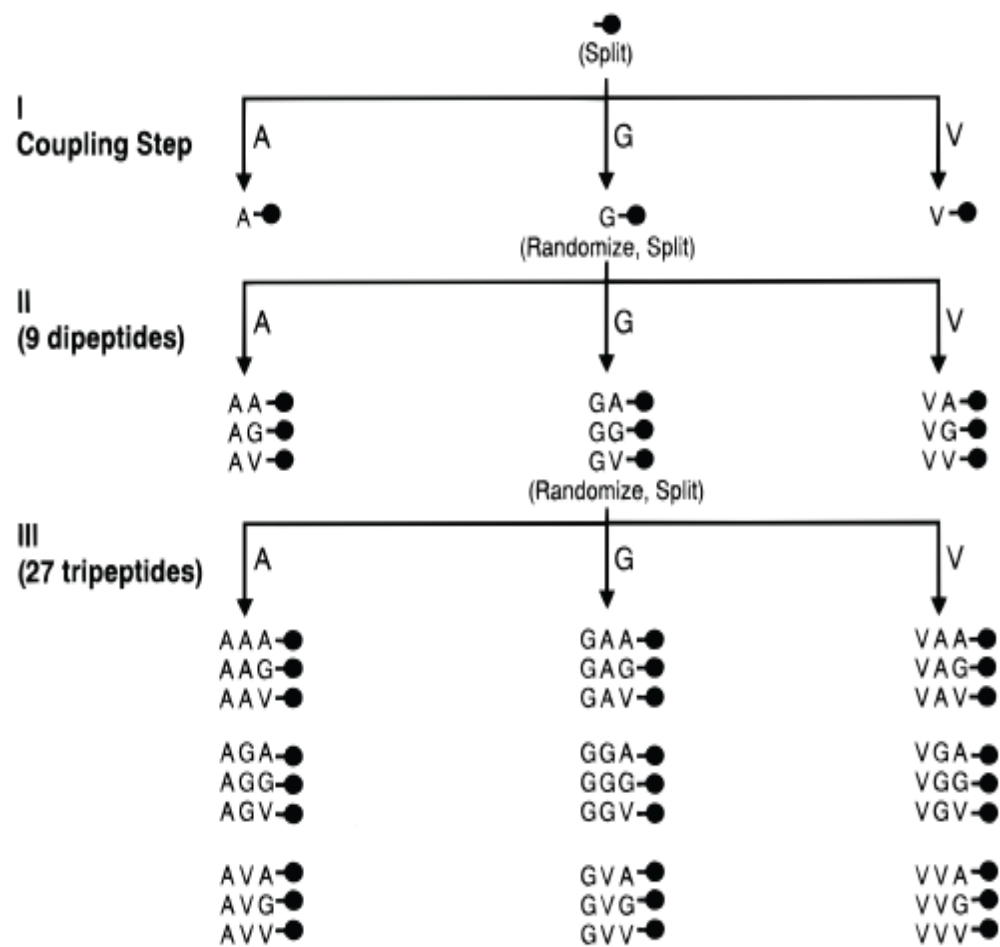 (Split)
I
Coupling Step
A G V
A G V
(Randomize, Split)
II
(9 dipeptides)
A G V
AA GA VA
AG GG VG
AV GV VV
(Randomize, Split)
III
(27 tripeptides)
A G V
AAA GAA VAA
AAG GAG VAG
AAV GAV VAV
AGA GGA VGA
AGG GGG VGG
AGV GGV VGV
AVA GVA VVA
AVG GVG VVG
AVV GVV VVV